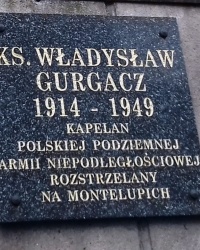 KS. WŁADYSŁAW
GURGACZ
1914 - 1949
KAPELAN
POLSKIEJ PODZIEMNEJ
ARMII NIEPODLEGŁOŚCIOWEJ
ROZSTRZELANY
NA MONTELUPICH